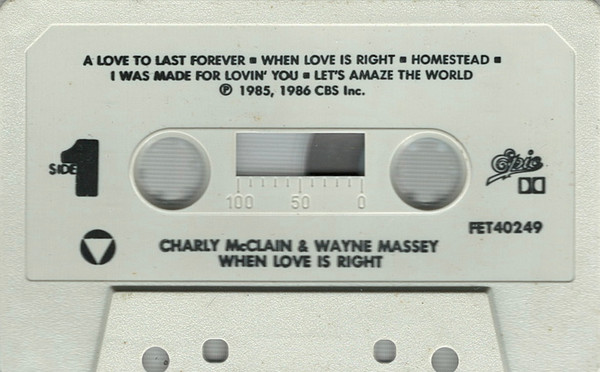 A LOVE TO LAST FOREVER ▪ WHEN LOVE IS RIGHT ▪ HOMESTEAD ▪
I WAS MADE FOR LOVIN' YOU ▪ LET'S AMAZE THE WORLD
℗ 1985, 1986 CBS Inc.
SIDE 1
Epic
100 50 0
FET40249
CHARLY McCLAIN & WAYNE MASSEY
WHEN LOVE IS RIGHT